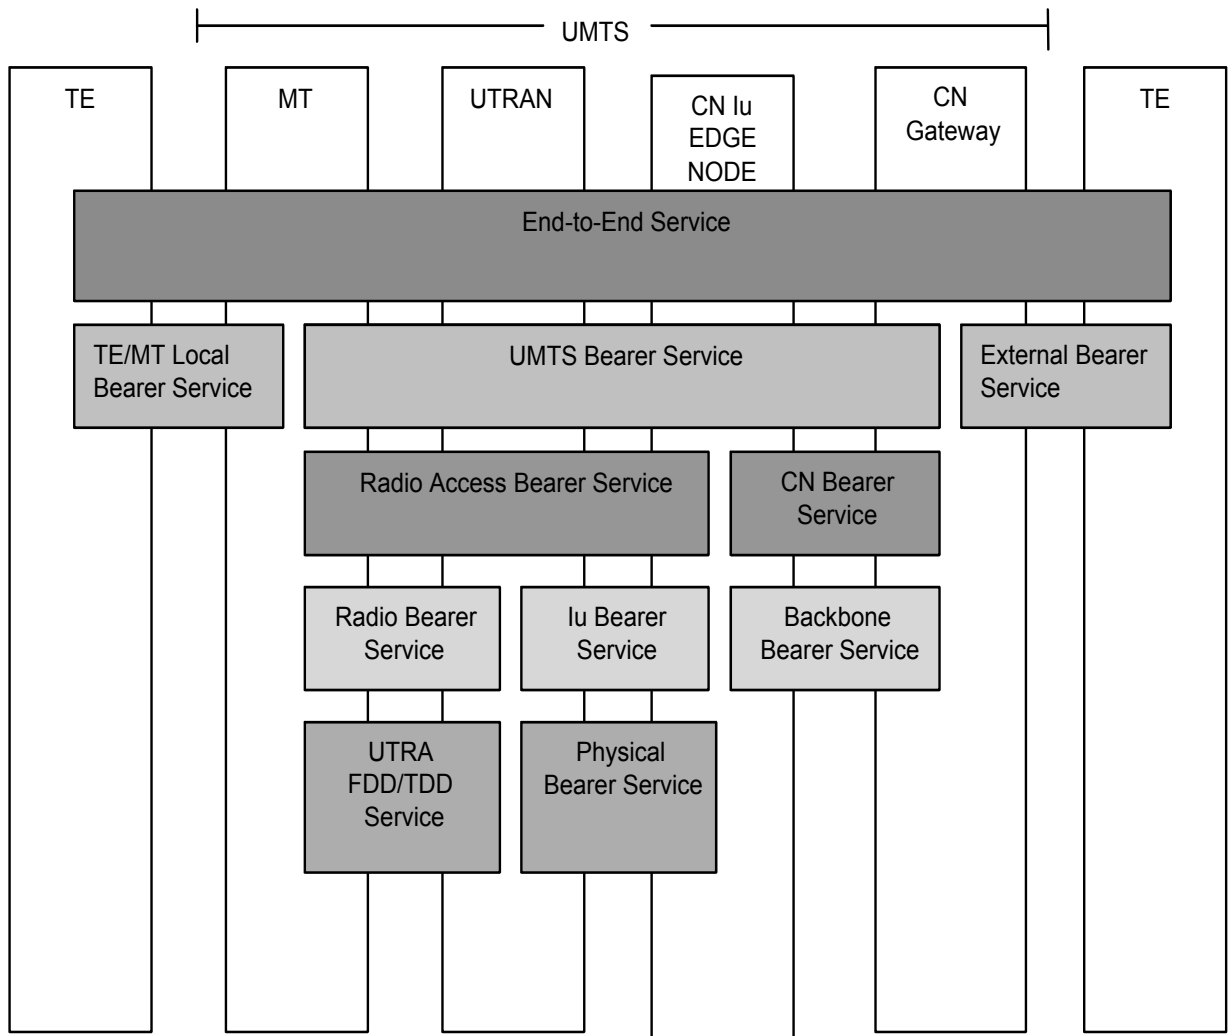 UMTS
TE
MT
UTRAN
CN Iu
EDGE
NODE
CN
Gateway
TE
End-to-End Service
TE/MT Local
Bearer Service
UMTS Bearer Service
External Bearer
Service
Radio Access Bearer Service
CN Bearer
Service
Radio Bearer
Service
Iu Bearer
Service
Backbone
Bearer Service
UTRA
FDD/TDD
Service
Physical
Bearer Service